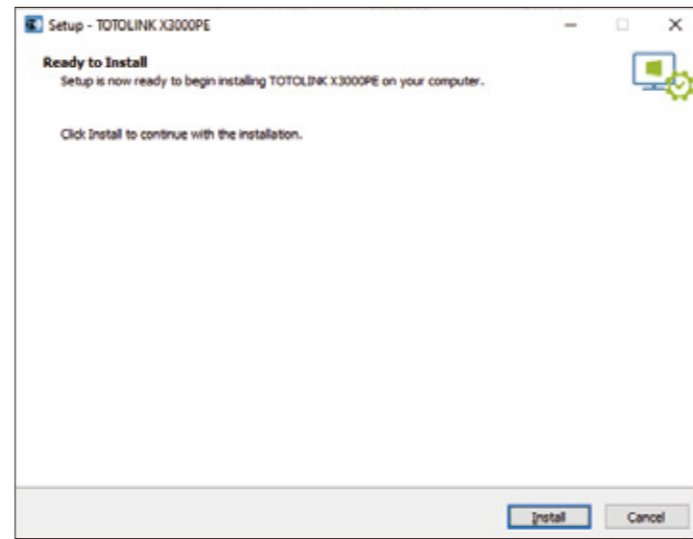 Setup - TOTOLINK X3000PE
Ready to Install
Setup is now ready to begin installing TOTOLINK X3000PE on your computer.
Click Install to continue with the installation.
Install
Cancel